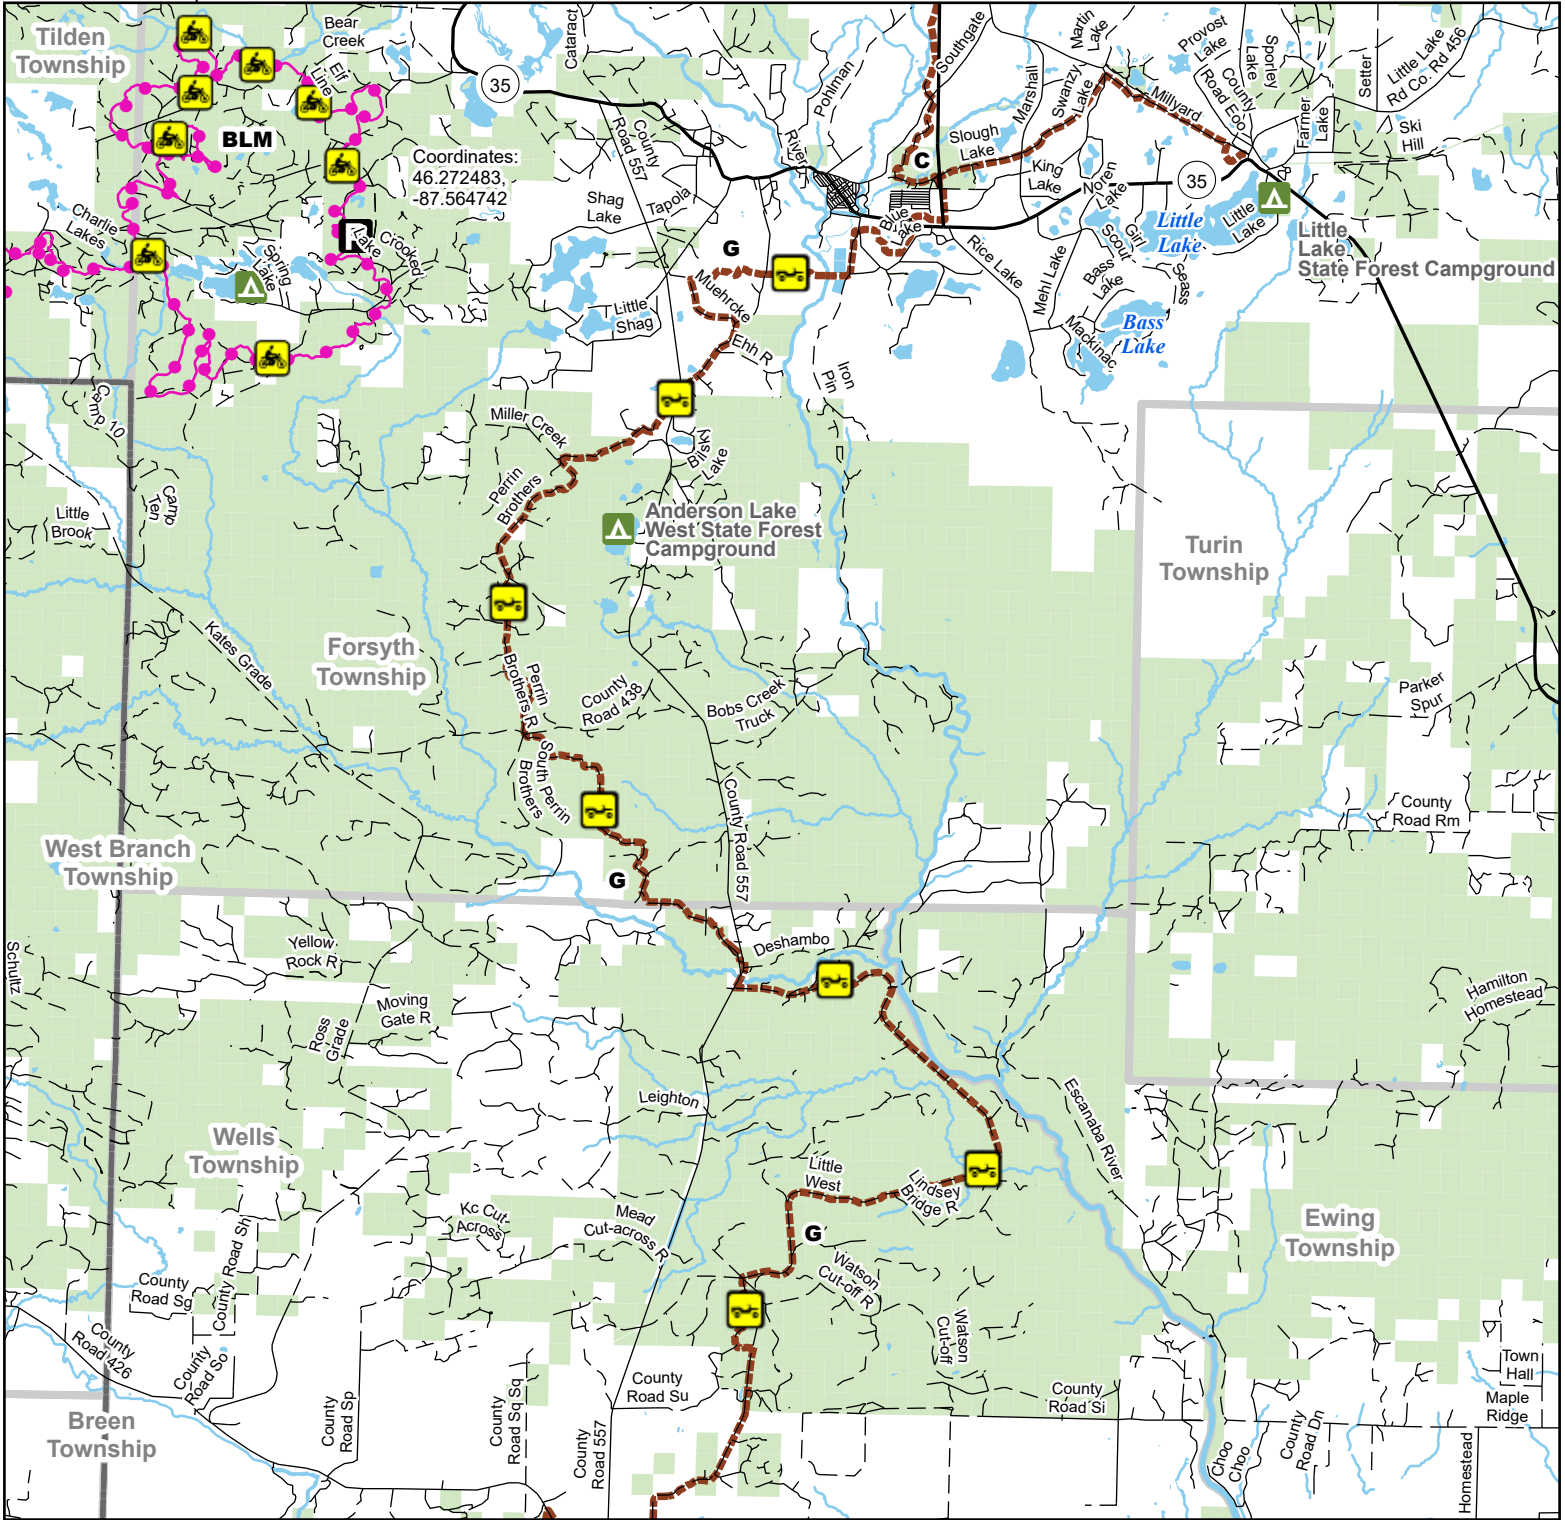 Tilden
Township
Bear
Creek
Elf
Line
BLM
Coordinates:
46.272483,
-87.564742
35
Cataract
County
Road 557
Pohlman
River
Southgate
Martin
Lake
Marshall
Swanzy
Lake
Slough
Lake
C
Millyard
Provost
Lake
County
Road Eoo
Sporley
Lake
Farmer
Lake
Setter
Little Lake
Rd Co. Rd 456
Ski
Hill
King
Lake
Noren
Lake
35
Shag
Lake
Tapola
Blue
Lake
Rice Lake
Mehl Lake
Girl
Scout
Bass
Lake
Seass
Little
Lake
Little
Lake
Little
Lake
State Forest Campground
Charlie
Lakes
Spring
Lake
P
Crooked
Lake
G
Muehrcke
Little
Shag
Ehh R
Iron
Pin
Mackinac
Bass
Lake
Camp 10
Camp
Ten
Little
Brook
Miller Creek
Perrin
Brothers
Bilski
Lake
Anderson Lake
West State Forest
Campground
Turin
Township
Kates Grade
Forsyth
Township
Perrin
Brothers R
County
Road 438
Bobs Creek
Truck
Parker
Spur
South Perrin
Brothers
County Road 557
County
Road Rm
West Branch
Township
G
Schultz
Yellow
Rock R
Deshambo
Moving
Gate R
Ross
Grade
Hamilton
Homestead
Leighton
Escanaba River
Wells
Township
Little
West
Lindsey
Bridge R
Kc Cut-
Across
Mead
Cut-across R
G
Ewing
Township
Watson
Cut-off R
County
Road Sg
County Road Sh
County
Road 426
County
Road So
Watson
Cut-off
County
Road Su
County
Road Si
Town
Hall
Maple
Ridge
Breen
Township
County
Road Sp
County
Road Sq Sq
County
Road 557
Choo
Choo
County
Road Dn
Homestead